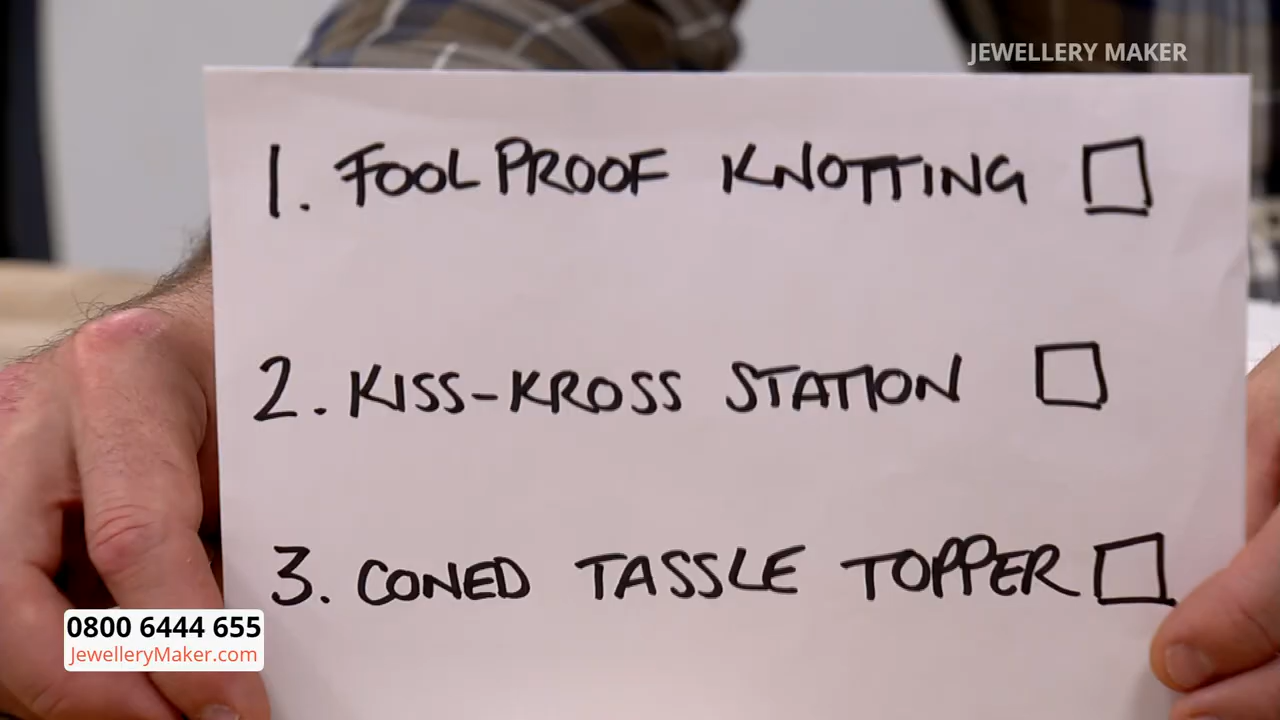 JEWELLERY MAKER
1. FOOLPROOF KNOTTING
2. KISS-KROSS STATION
3. CONED TASSLE TOPPER
0800 6444 655
JewelleryMaker.com